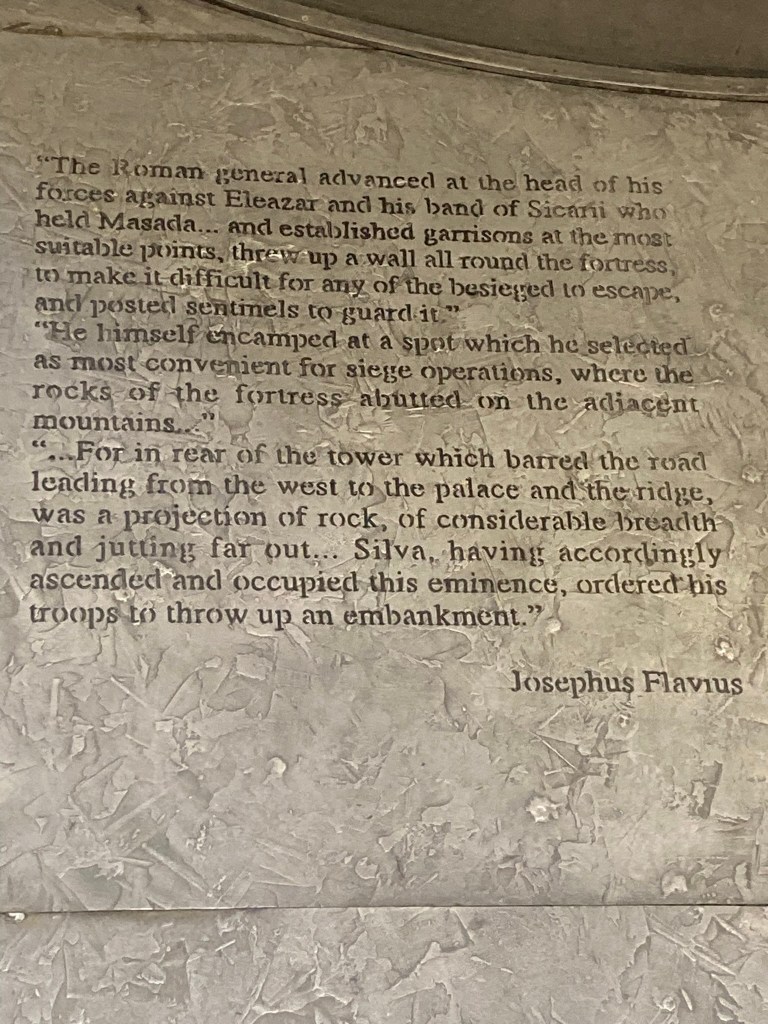 “The Roman general advanced at the head of his
forces against Eleazar and his band of Sicarii who
held Masada... and established garrisons at the most
suitable points, threw up a wall all round the fortress,
to make it difficult for any of the besieged to escape,
and posted sentinels to guard it.”
“He himself encamped at a spot which he selected
as most convenient for siege operations, where the
rocks of the fortress abutted on the adjacent
mountains...”
“...For in rear of the tower which barred the road
leading from the west to the palace and the ridge,
was a projection of rock, of considerable breadth
and jutting far out... Silva, having accordingly
ascended and occupied this eminence, ordered his
troops to throw up an embankment.”
Josephus Flavius